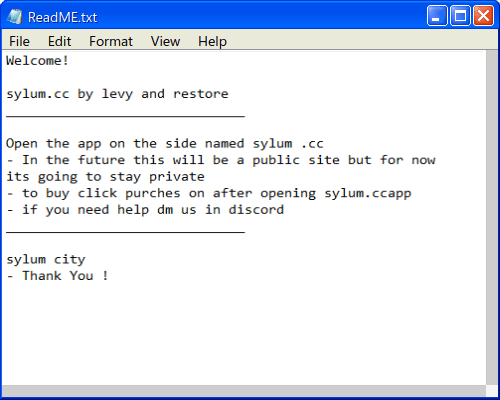 ReadME.txt
File Edit Format View Help
Welcome!
sylum.cc by levy and restore
Open the app on the side named sylum .cc
- In the future this will be a public site but for now
its going to stay private
- to buy click purches on after opening sylum.ccapp
- if you need help dm us in discord
sylum city
- Thank You !